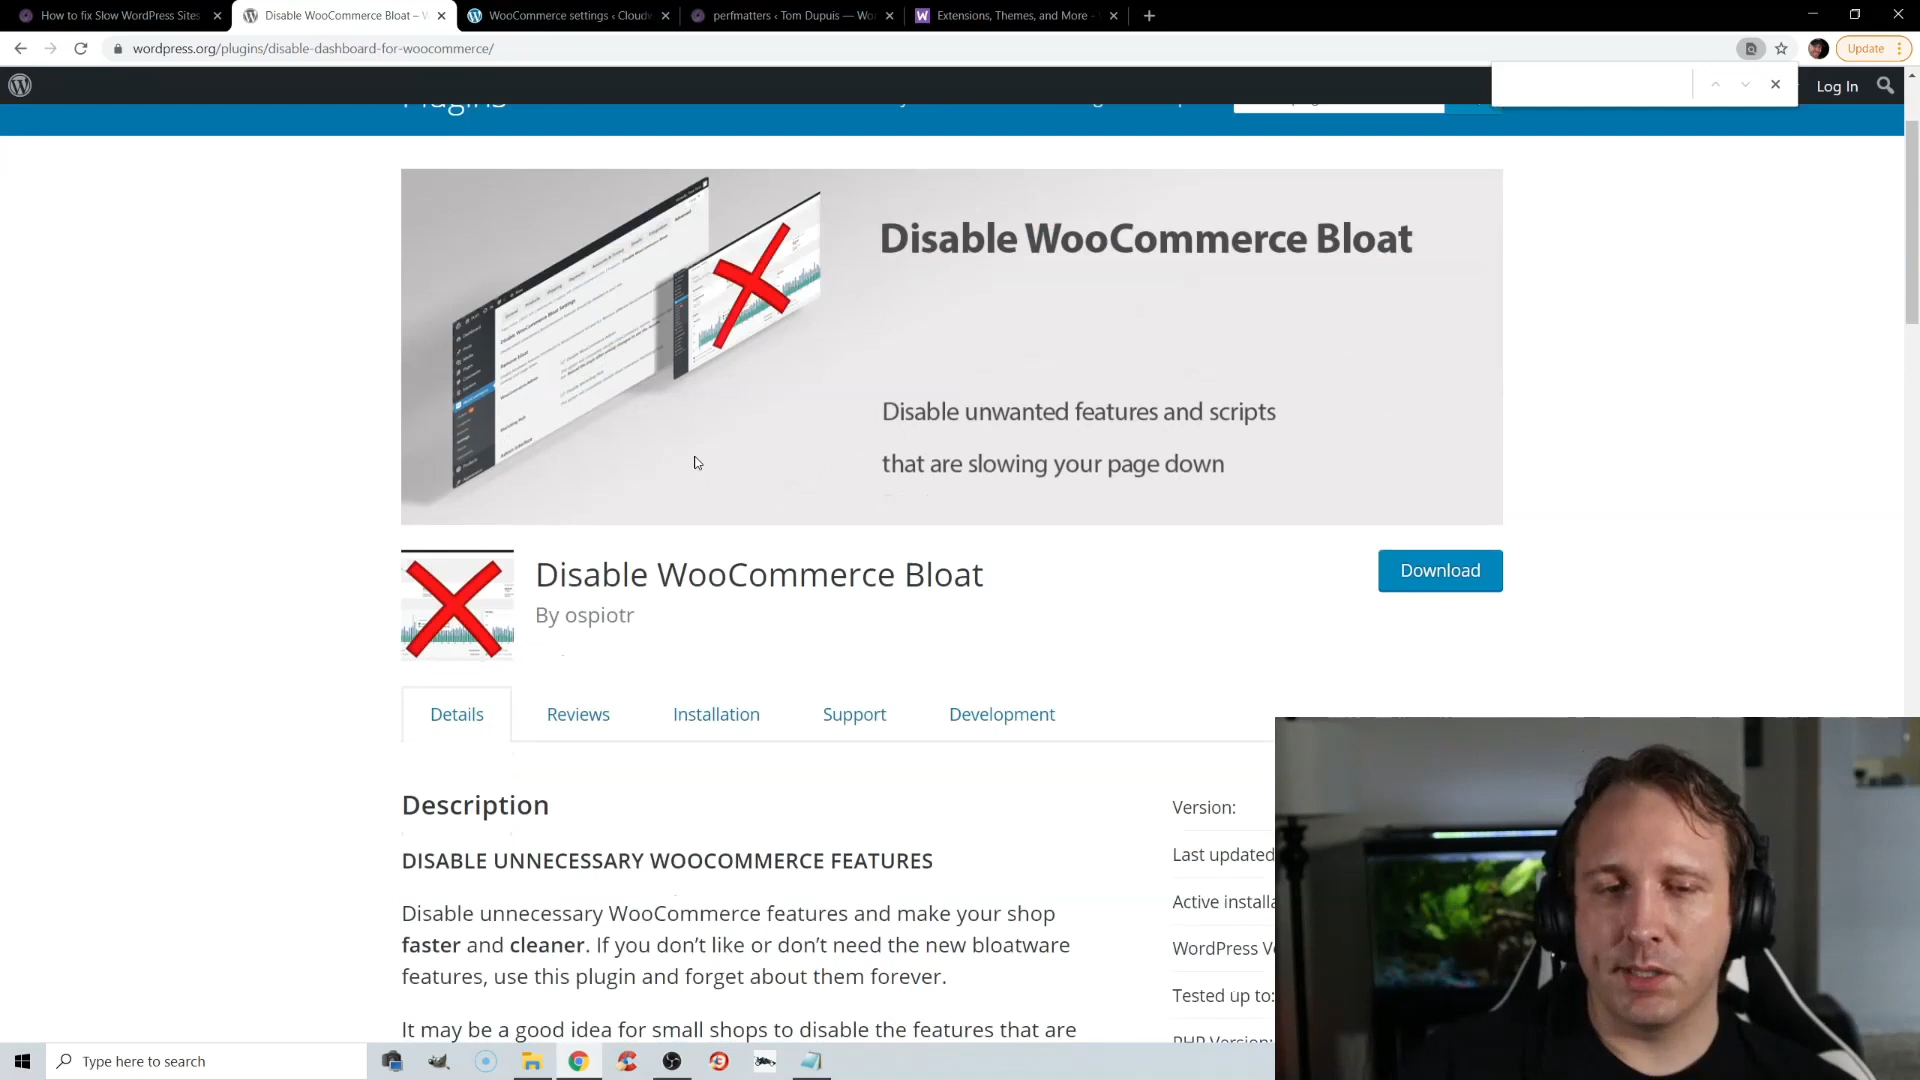 How to fix Slow WordPress Sites
Disable WooCommerce Bloat –
WooCommerce settings ‹ Cloudw
perfmatters ‹ Tom Dupuis — Wor
Extensions, Themes, and More -
wordpress.org/plugins/disable-dashboard-for-woocommerce/
Update
Plugins
Log In
Disable WooCommerce Bloat
Disable unwanted features and scripts
that are slowing your page down
Disable WooCommerce Bloat
Download
By ospiotr
Details
Reviews
Installation
Support
Development
Description
DISABLE UNNECESSARY WOOCOMMERCE FEATURES
Disable unnecessary WooCommerce features and make your shop
faster and cleaner. If you don’t like or don’t need the new bloatware
features, use this plugin and forget about them forever.
It may be a good idea for small shops to disable the features that are
Version:
Last updated
Active installa
WordPress Ve
Tested up to:
PHP Version:
Type here to search